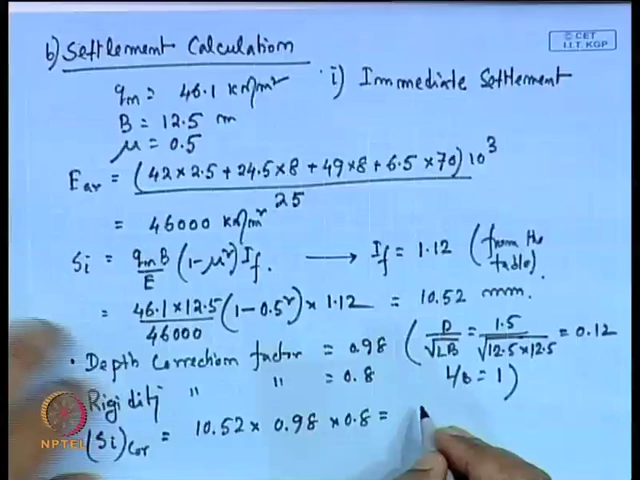 b) Settlement Calculation
© CET
I.I.T. KGP
qm = 46.1 kN/m²
i) Immediate Settlement
B = 12.5 m
μ = 0.5
Eav = (42 × 2.5 + 24.5 × 8 + 49 × 8 + 6.5 × 70) 10³ / 25
= 46000 kN/m²
Si = qm B / E (1 - μ²) If. → If = 1.12 (from the table).
= 46.1 × 12.5 / 46000 (1 - 0.5²) × 1.12 = 10.52 mm.
• Depth Correction factor = 0.98 ( D / √LB = 1.5 / √12.5 × 12.5 = 0.12
Rigidity " " = 0.8 L/B = 1 )
(Si)Cor = 10.52 × 0.98 × 0.8 =
NPTEL